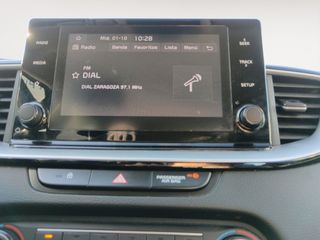 Mié. 01-10 10:28
RADIO
Radio Banda Favoritos Lista Menú
SEEK
MEDIA
FM
DIAL
TRACK
DIAL ZARAGOZA 97.1 MHz
SETUP
PASSENGER
AIR BAG